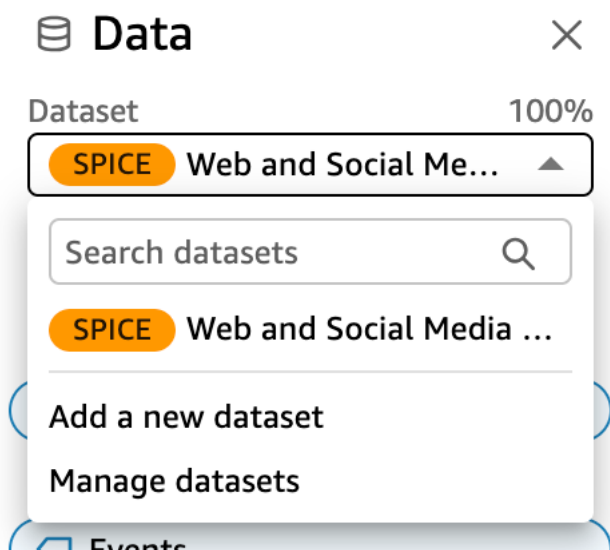 Data
Dataset 100%
SPICE Web and Social Me...
Search datasets
SPICE Web and Social Media ...
Add a new dataset
Manage datasets
Events